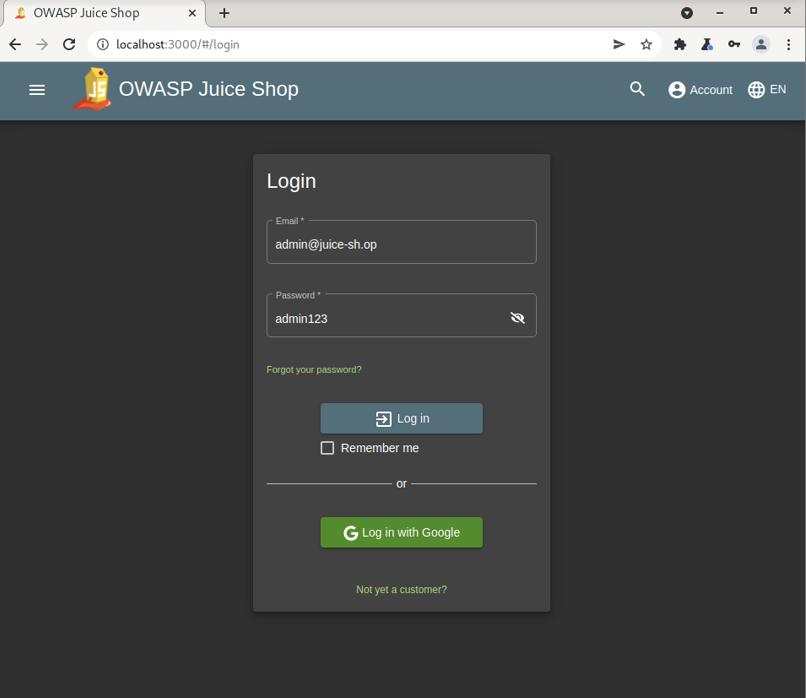 OWASP Juice Shop
localhost:3000/#/login
JS
OWASP Juice Shop
Account
EN
Login
Email *
admin@juice-sh.op
Password *
admin123
Forgot your password?
Log in
Remember me
or
G Log in with Google
Not yet a customer?